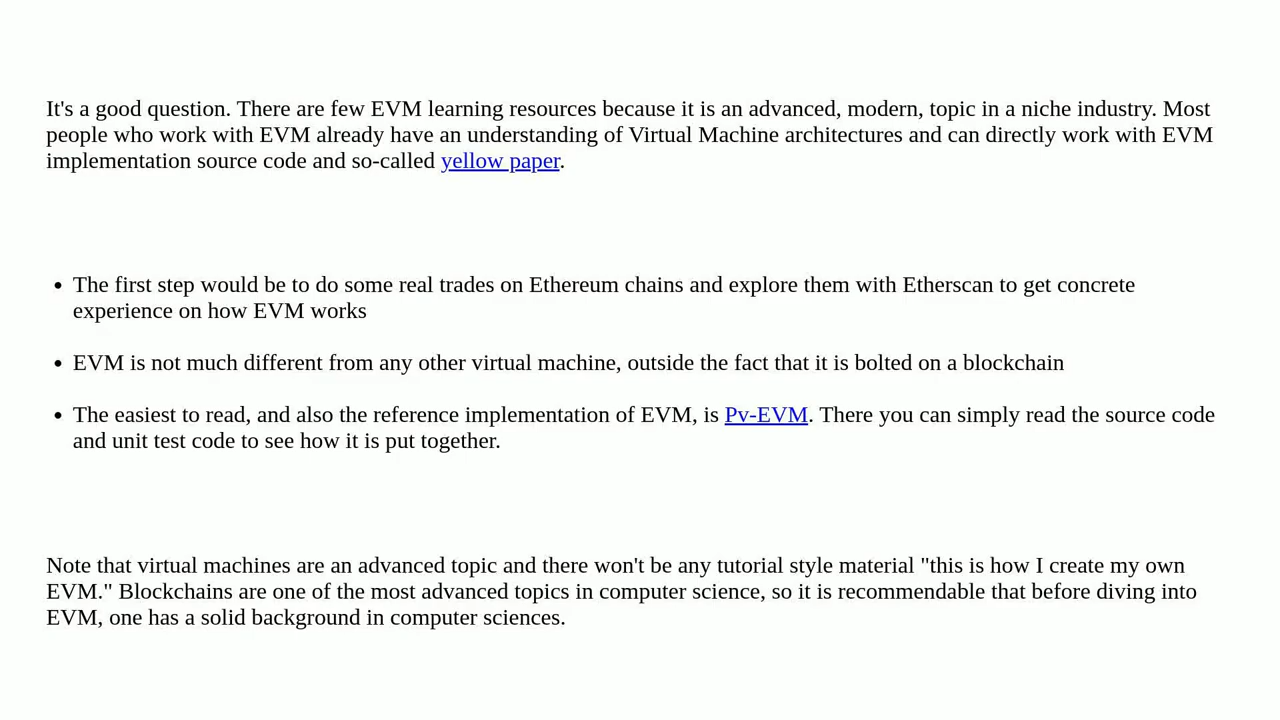 It's a good question. There are few EVM learning resources because it is an advanced, modern, topic in a niche industry. Most
people who work with EVM already have an understanding of Virtual Machine architectures and can directly work with EVM
implementation source code and so-called yellow paper.
• The first step would be to do some real trades on Ethereum chains and explore them with Etherscan to get concrete
experience on how EVM works
• EVM is not much different from any other virtual machine, outside the fact that it is bolted on a blockchain
• The easiest to read, and also the reference implementation of EVM, is Py-EVM. There you can simply read the source code
and unit test code to see how it is put together.
Note that virtual machines are an advanced topic and there won't be any tutorial style material "this is how I create my own
EVM." Blockchains are one of the most advanced topics in computer science, so it is recommendable that before diving into
EVM, one has a solid background in computer sciences.